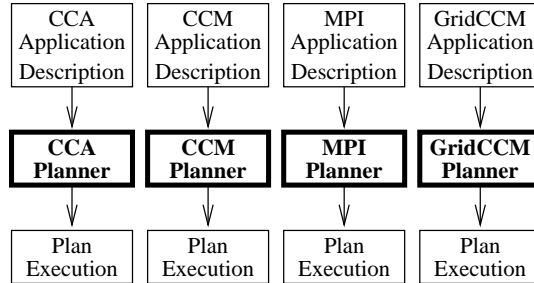 CCA
Application
Description
CCM
Application
Description
MPI
Application
Description
GridCCM
Application
Description
CCA
Planner
CCM
Planner
MPI
Planner
GridCCM
Planner
Plan
Execution
Plan
Execution
Plan
Execution
Plan
Execution